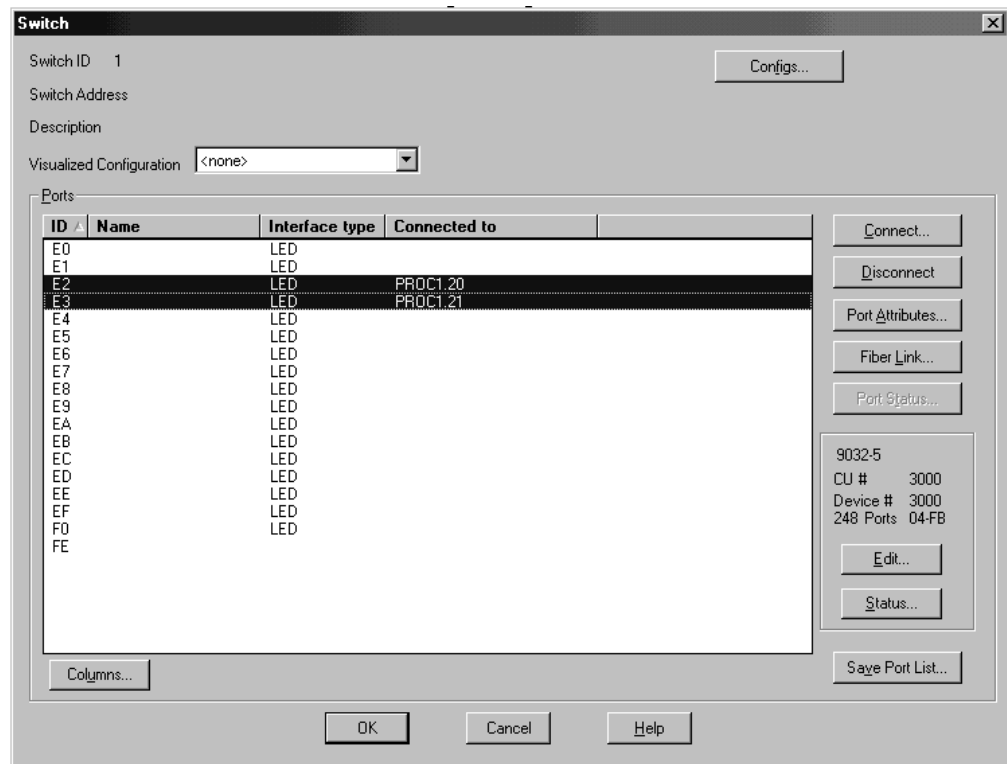 Switch
Switch ID 1
Configs...
Switch Address
Description
Visualized Configuration <none>
Ports
ID Name Interface type Connected to
E0 LED
E1 LED
E2 LED PROC1.20
E3 LED PROC1.21
E4 LED
E5 LED
E6 LED
E7 LED
E8 LED
E9 LED
EA LED
EB LED
EC LED
ED LED
EE LED
EF LED
F0 LED
FE
Connect...
Disconnect
Port Attributes...
Fiber Link...
Port Status...
9032-5
CU # 3000
Device # 3000
248 Ports 04-FB
Edit...
Status...
Columns...
Save Port List...
OK Cancel Help